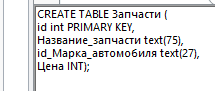 CREATE TABLE Запчасти (
id int PRIMARY KEY,
Название_запчасти text(75),
id_Марка_автомобиля text(27),
Цена INT);